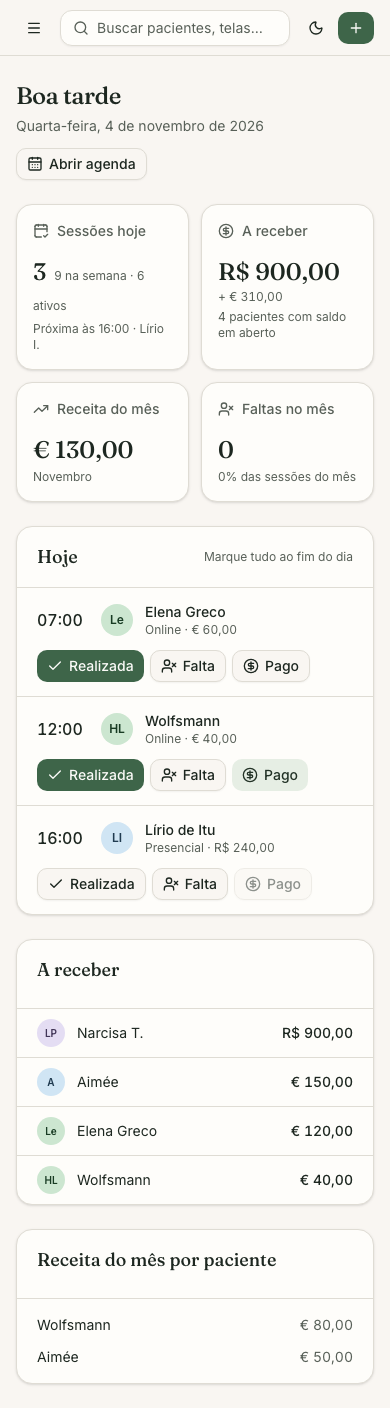 Buscar pacientes, telas...
Boa tarde
Quarta-feira, 4 de novembro de 2026
Abrir agenda
Sessões hoje
3 9 na semana · 6
ativos
Próxima às 16:00 · Lírio
I.
A receber
R$ 900,00
+ € 310,00
4 pacientes com saldo
em aberto
Receita do mês
€ 130,00
Novembro
Faltas no mês
0
0% das sessões do mês
Hoje
Marque tudo ao fim do dia
07:00
Le
Elena Greco
Online · € 60,00
Realizada
Falta
Pago
12:00
HL
Wolfsmann
Online · € 40,00
Realizada
Falta
Pago
16:00
LI
Lírio de Itu
Presencial · R$ 240,00
Realizada
Falta
Pago
A receber
LP
Narcisa T.
R$ 900,00
A
Aimée
€ 150,00
Le
Elena Greco
€ 120,00
HL
Wolfsmann
€ 40,00
Receita do mês por paciente
Wolfsmann
€ 80,00
Aimée
€ 50,00